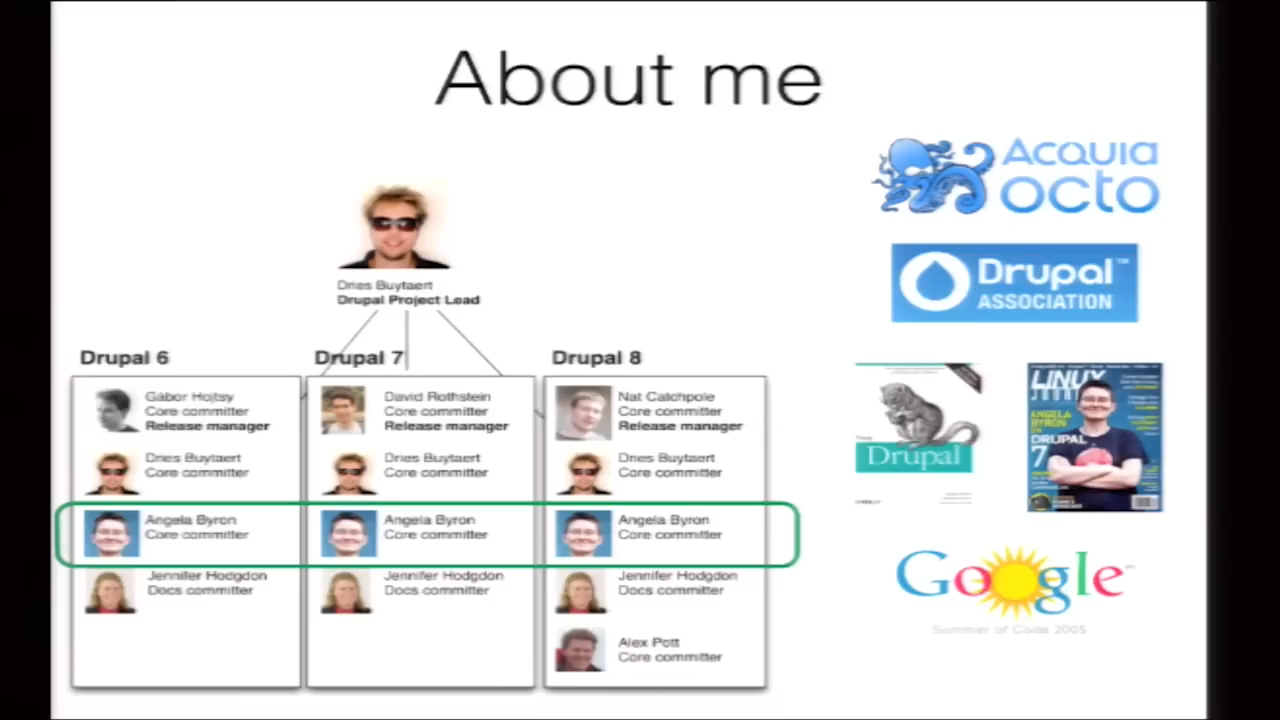 About me
Dries Buytaert
Drupal Project Lead
Drupal 6
Gábor Hojtsy
Core committer
Release manager
Dries Buytaert
Core committer
Angela Byron
Core committer
Jennifer Hodgdon
Docs committer
Drupal 7
David Rothstein
Core committer
Release manager
Dries Buytaert
Core committer
Angela Byron
Core committer
Jennifer Hodgdon
Docs committer
Drupal 8
Nat Catchpole
Core committer
Release manager
Dries Buytaert
Core committer
Angela Byron
Core committer
Jennifer Hodgdon
Docs committer
Alex Pott
Core committer
Acquia
octo
Drupal™
ASSOCIATION
Drupal
LINUX
ANGELA
BYRON
DRUPAL
7
Google
Summer of Code 2005